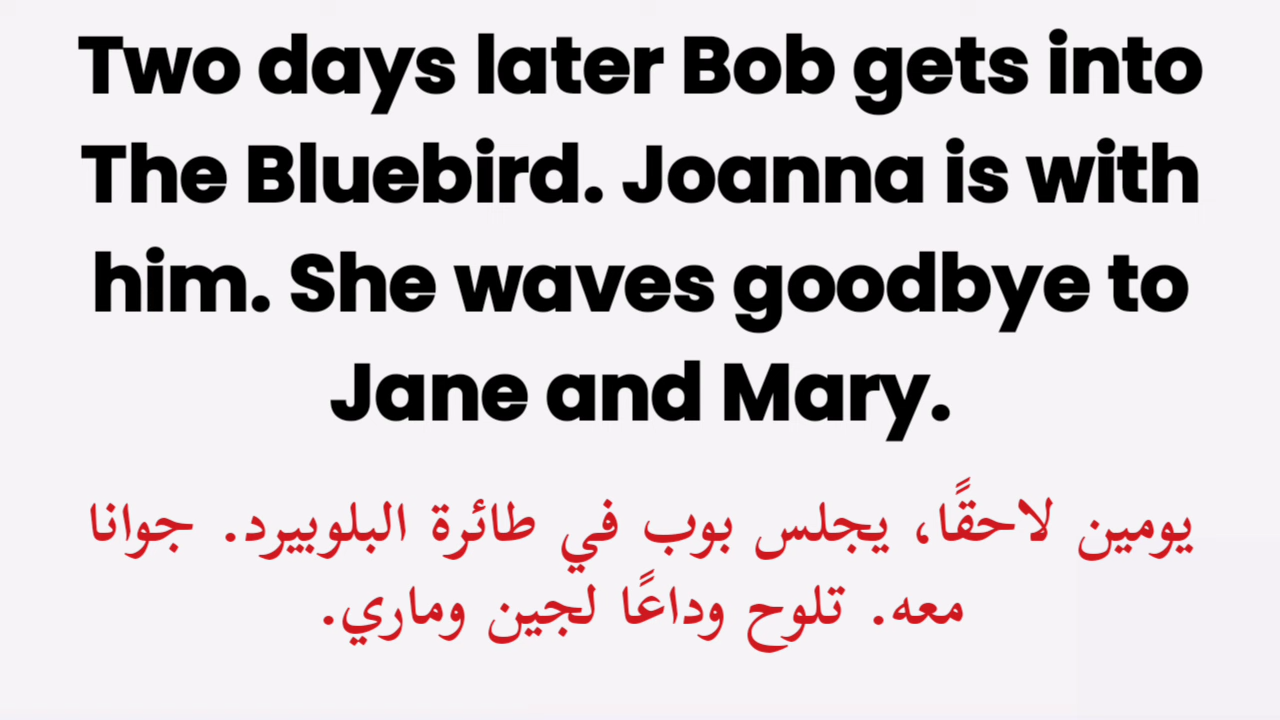 Two days later Bob gets into
The Bluebird. Joanna is with
him. She waves goodbye to
Jane and Mary.
يومين لاحقًا، يجلس بوب في طائرة البلوبيرد. جوانا
معه. تلوح وداعًا لجين وماري.